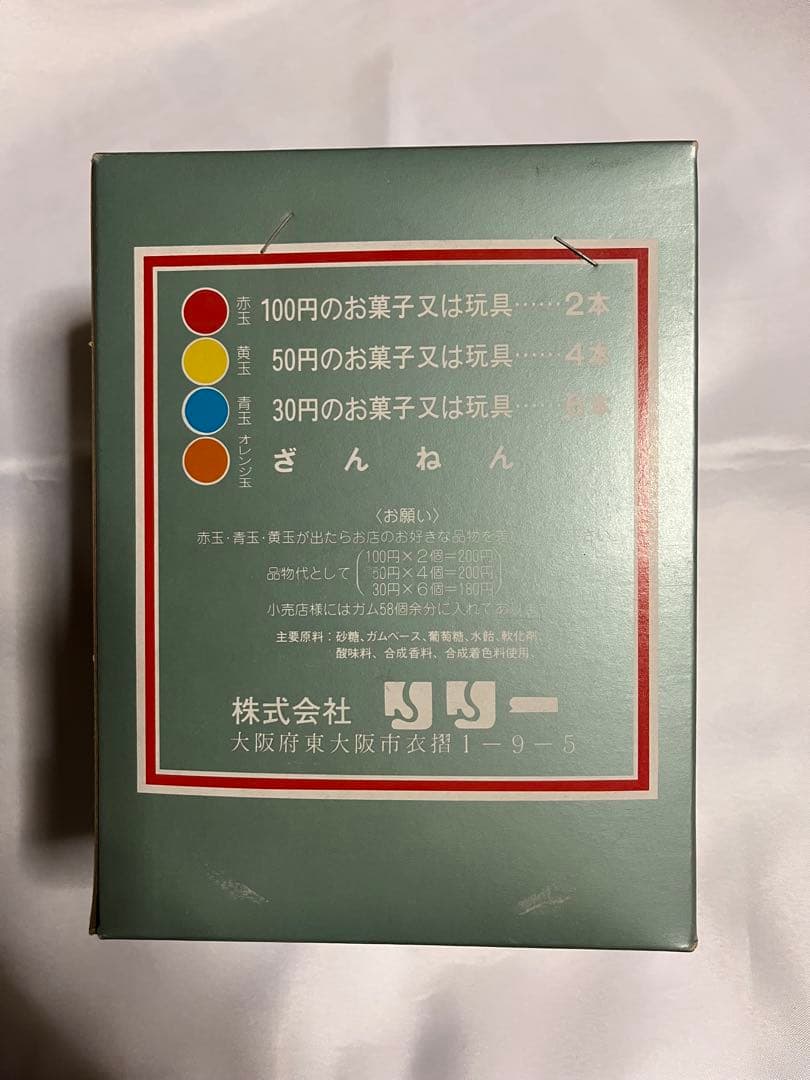 赤玉 100円のお菓子又は玩具……2本
黄玉 50円のお菓子又は玩具……4本
青玉 30円のお菓子又は玩具……6本
オレンジ玉 ざんねん
〈お願い〉
赤玉・青玉・黄玉が出たらお店のお好きな品物を
品物代として
100円×2個=200円
50円×4個=200円
30円×6個=180円
小売店様にはガム58個余分に入れてあります
主要原料:砂糖、ガムベース、葡萄糖、水飴、軟化剤、
酸味料、合成香料、合成着色料使用、
株式会社 リリー
大阪府東大阪市衣摺1-9-5